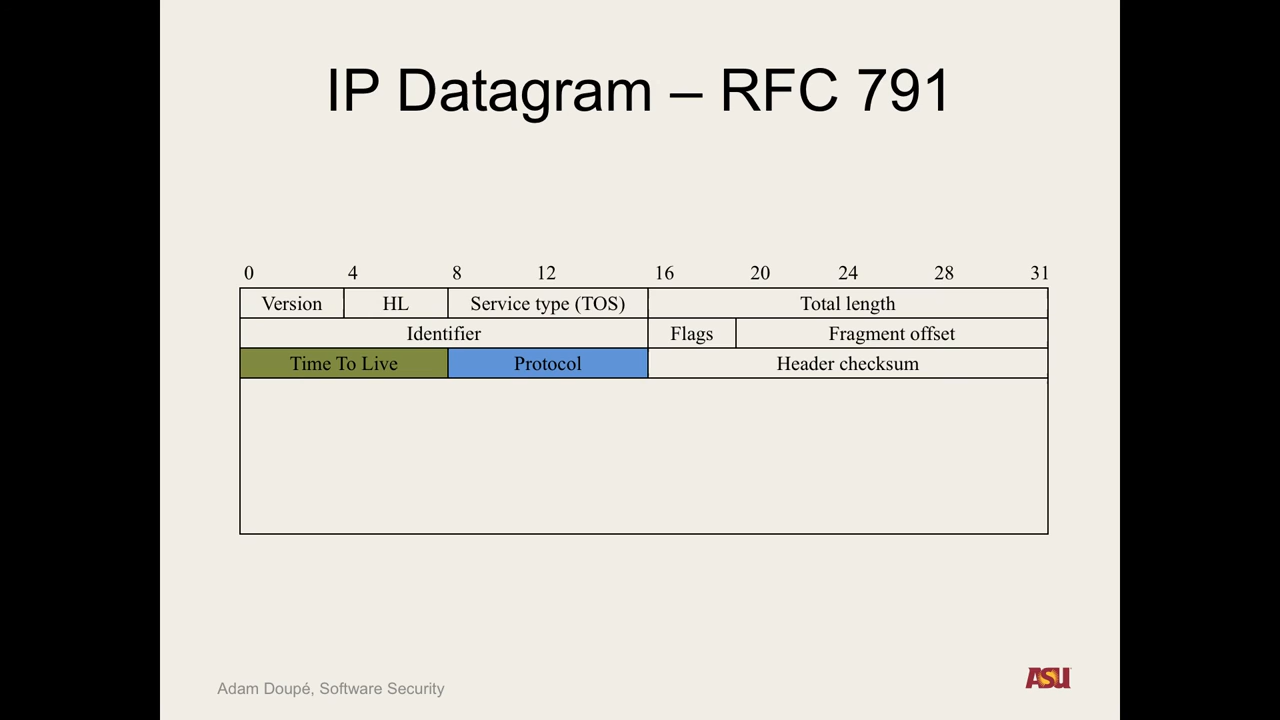 IP Datagram – RFC 791
0 4 8 12 16 20 24 28 31
Version HL Service type (TOS) Total length
Identifier Flags Fragment offset
Time To Live Protocol Header checksum
Adam Doupé, Software Security
ASU